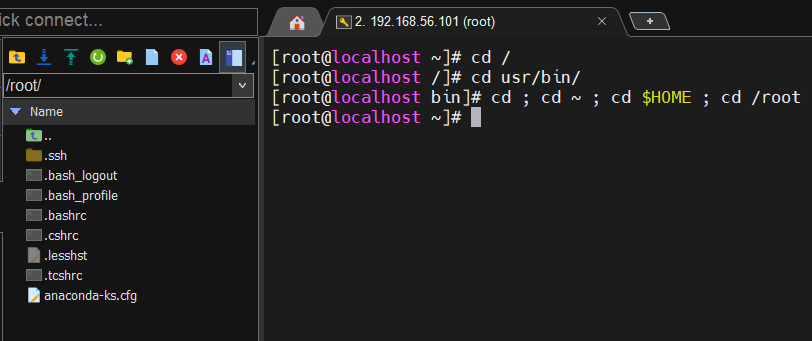 ick connect...
2. 192.168.56.101 (root)
/root/
Name
..
.ssh
.bash_logout
.bash_profile
.bashrc
.cshrc
.lesshst
.tcshrc
anaconda-ks.cfg
[root@localhost ~]# cd /
[root@localhost /]# cd usr/bin/
[root@localhost bin]# cd ; cd ~ ; cd $HOME ; cd /root
[root@localhost ~]#